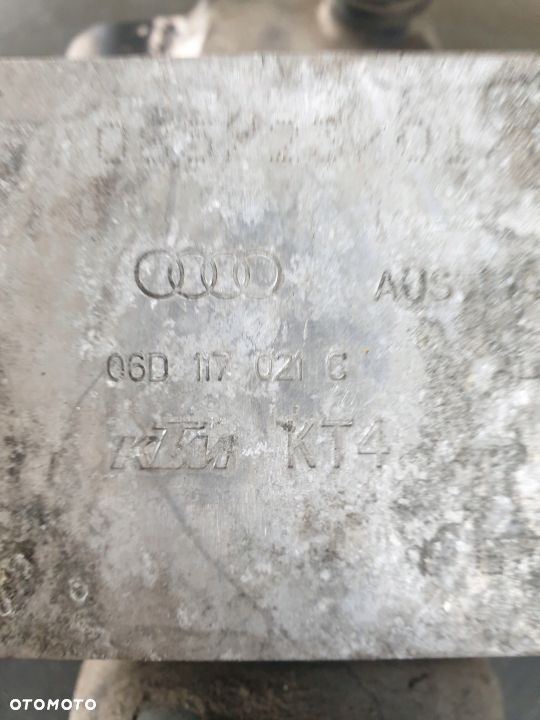 AUS
06D 117 021 C
KTM KT4
OTOMOTO